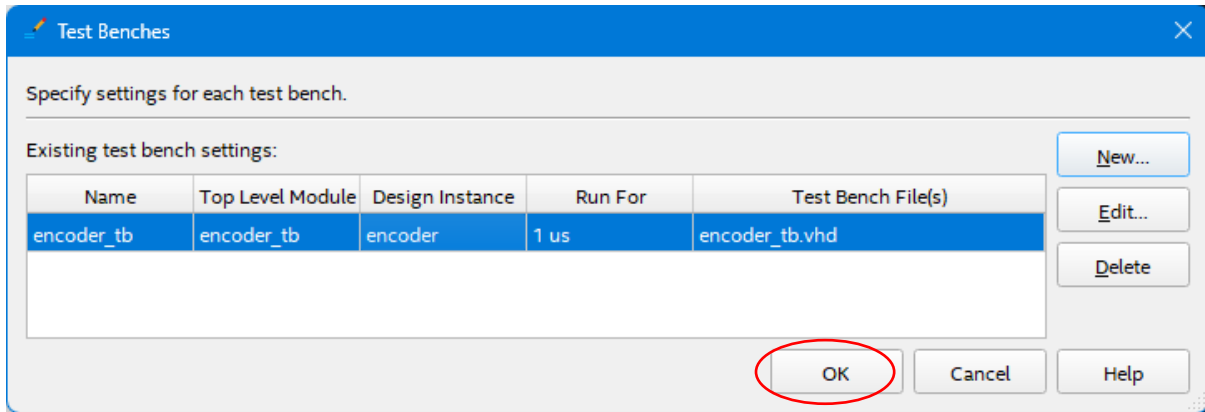 Test Benches
Specify settings for each test bench.
Existing test bench settings:
New...
Name Top Level Module Design Instance Run For Test Bench File(s)
Edit...
encoder_tb encoder_tb encoder 1 us encoder_tb.vhd
Delete
OK Cancel Help